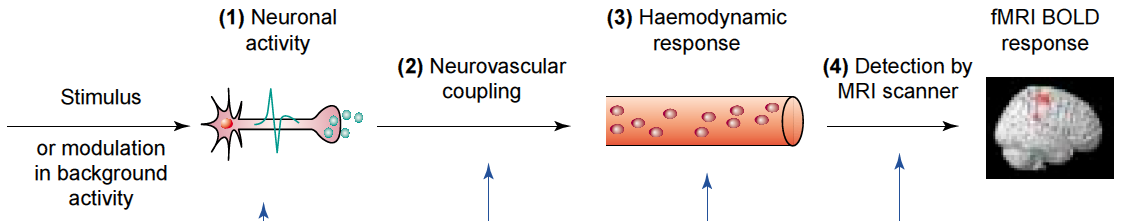 Stimulus
or modulation
in background
activity
(1) Neuronal
activity
(2) Neurovascular
coupling
(3) Haemodynamic
response
(4) Detection by
MRI scanner
fMRI BOLD
response